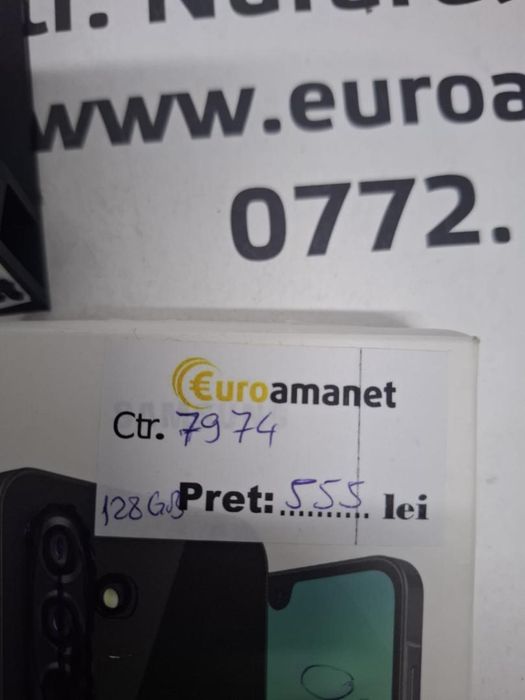 www.euroa
0772.
€uroamanet
Ctr. 7974
128GB Pret: 555 lei